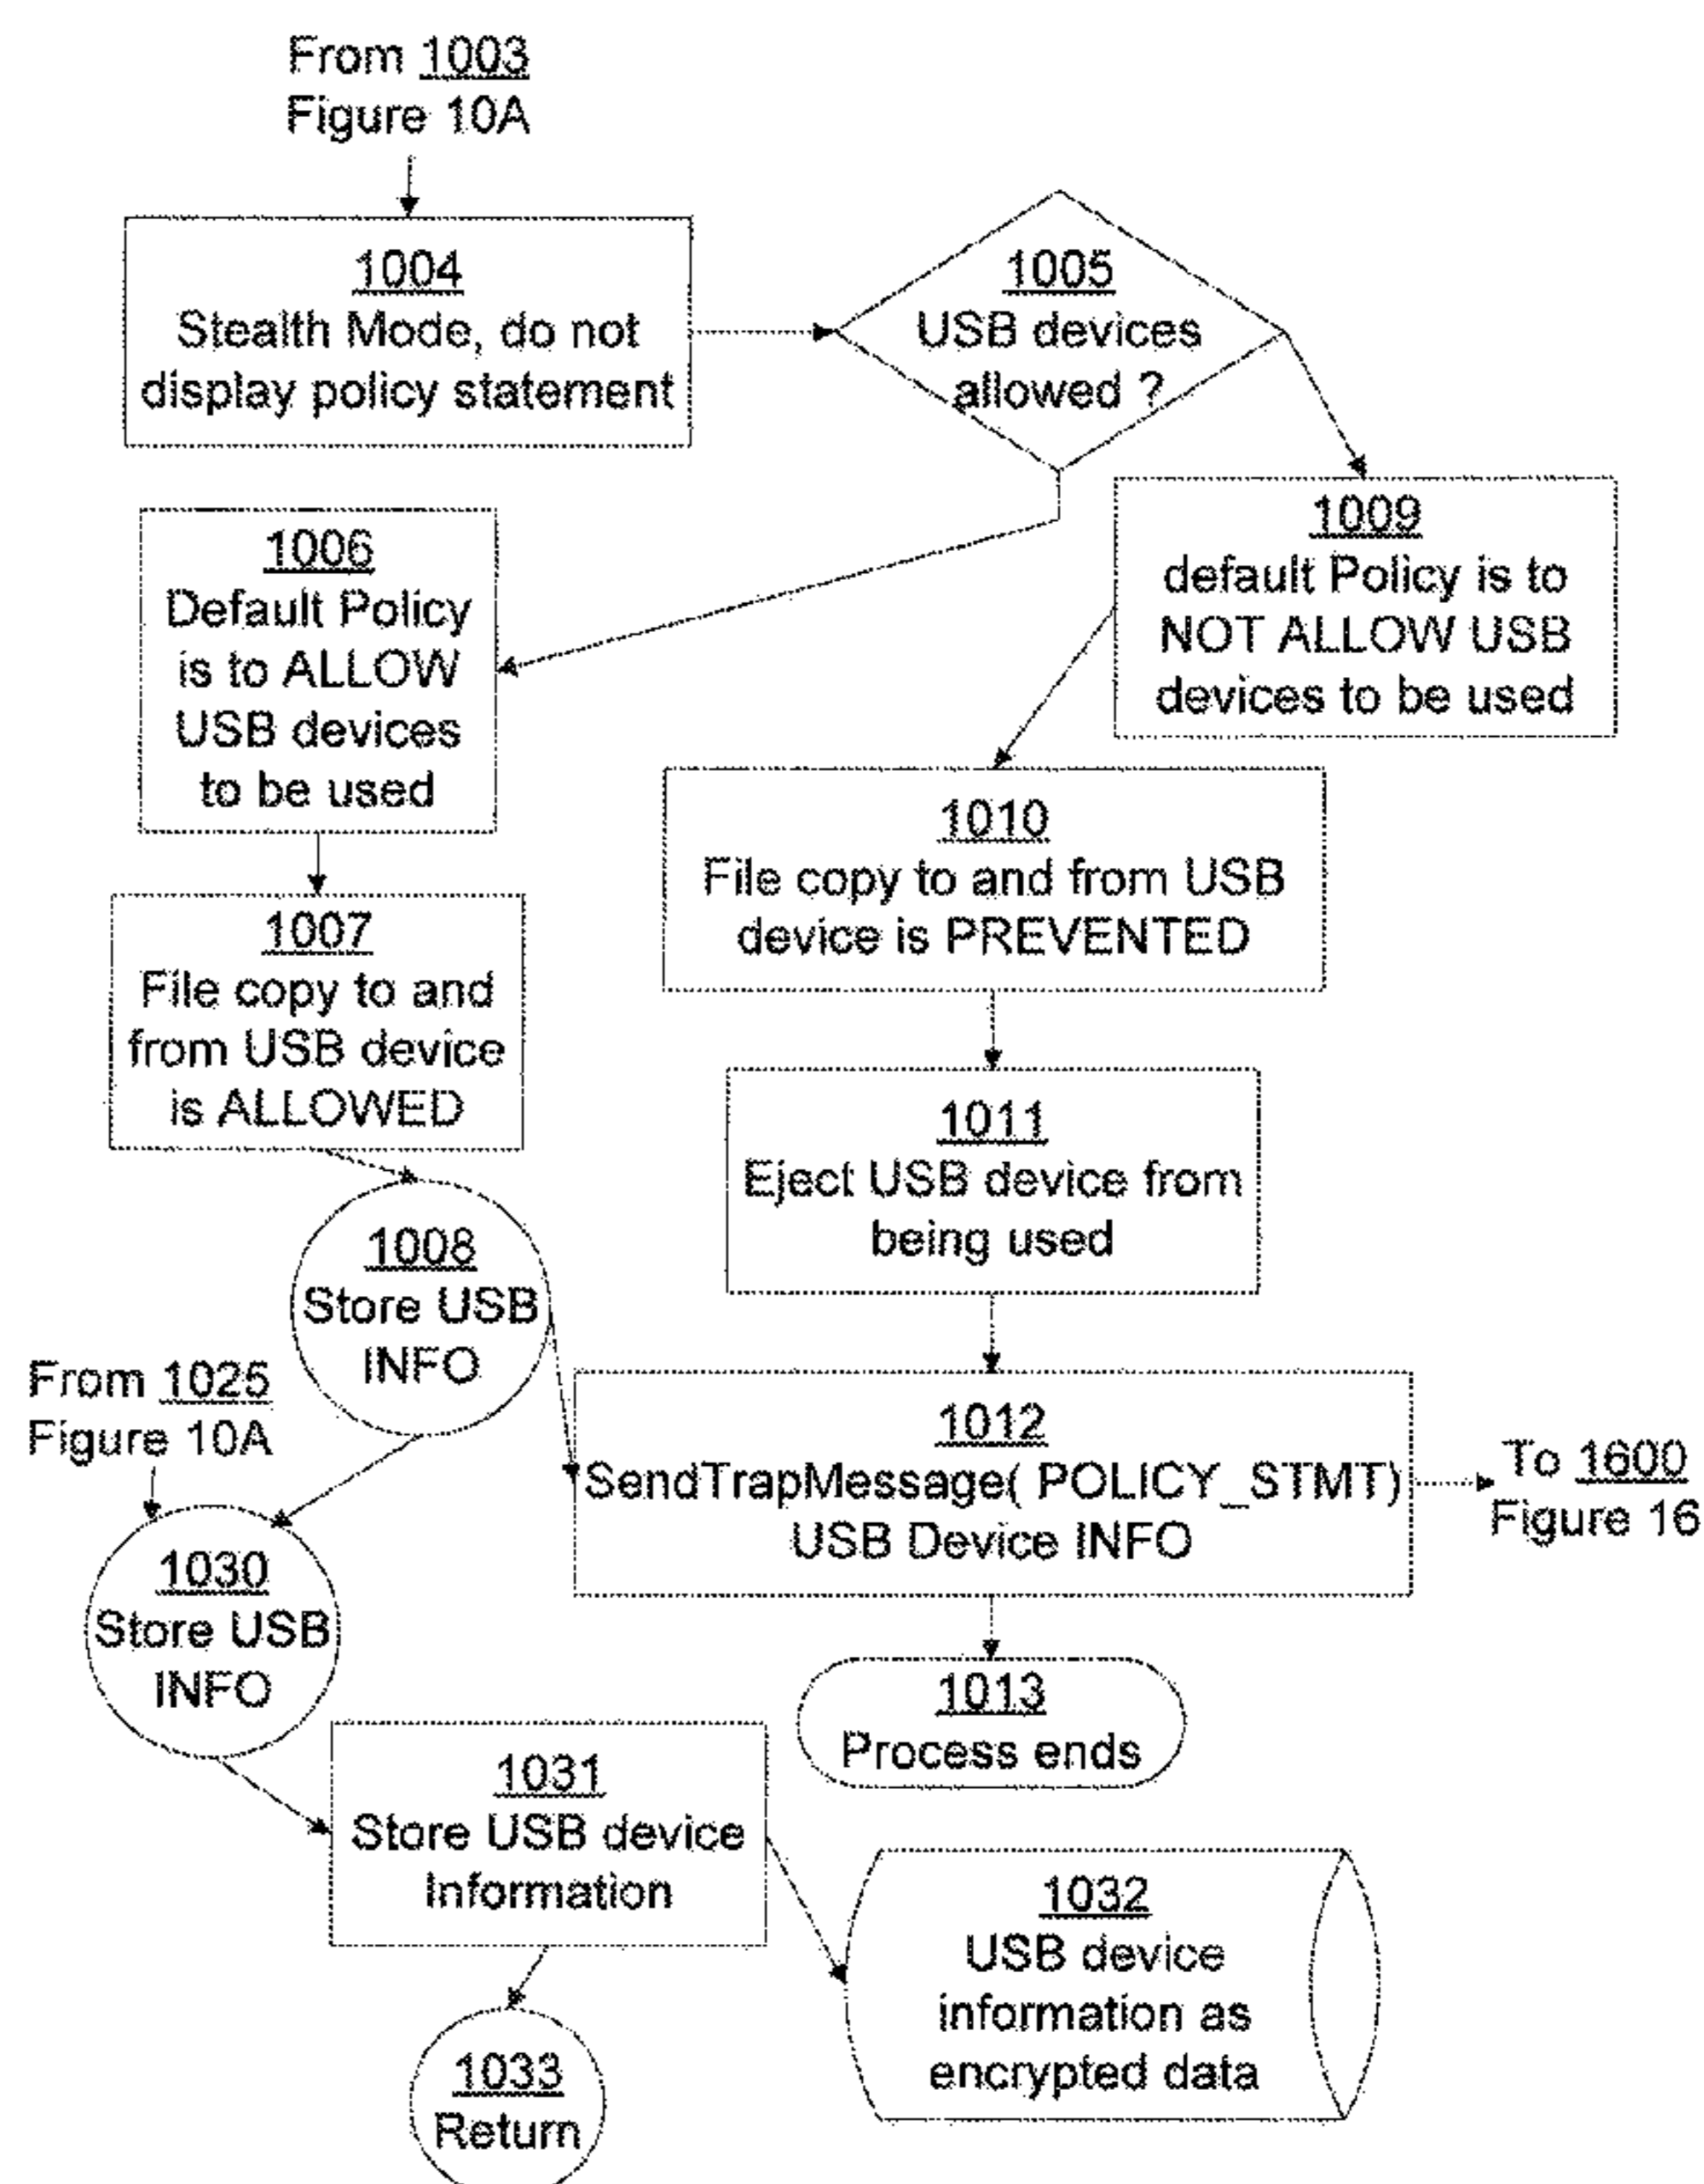 From 1003
Figure 10A
1004
Stealth Mode, do not
display policy statement
1005
USB devices
allowed ?
1006
Default Policy
is to ALLOW
USB devices
to be used
1009
default Policy is to
NOT ALLOW USB
devices to be used
1007
File copy to and
from USB device
is ALLOWED
1010
File copy to and from USB
device is PREVENTED
1011
Eject USB device from
being used
1008
Store USB
INFO
From 1025
Figure 10A
1012
SendTrapMessage( POLICY_STMT)
USB Device INFO
To 1600
Figure 16
1030
Store USB
INFO
1013
Process ends
1031
Store USB device
Information
1032
USB device
information as
encrypted data
1033
Return